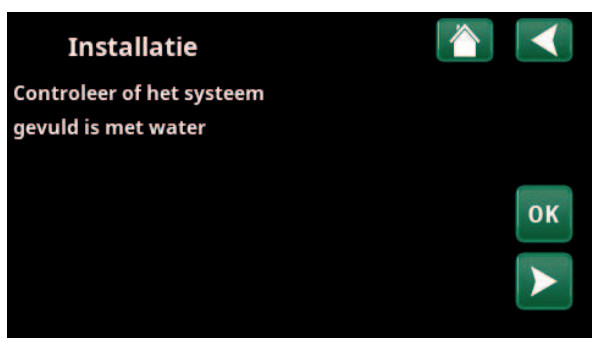 Installatie
Controleer of het systeem
gevuld is met water
OK